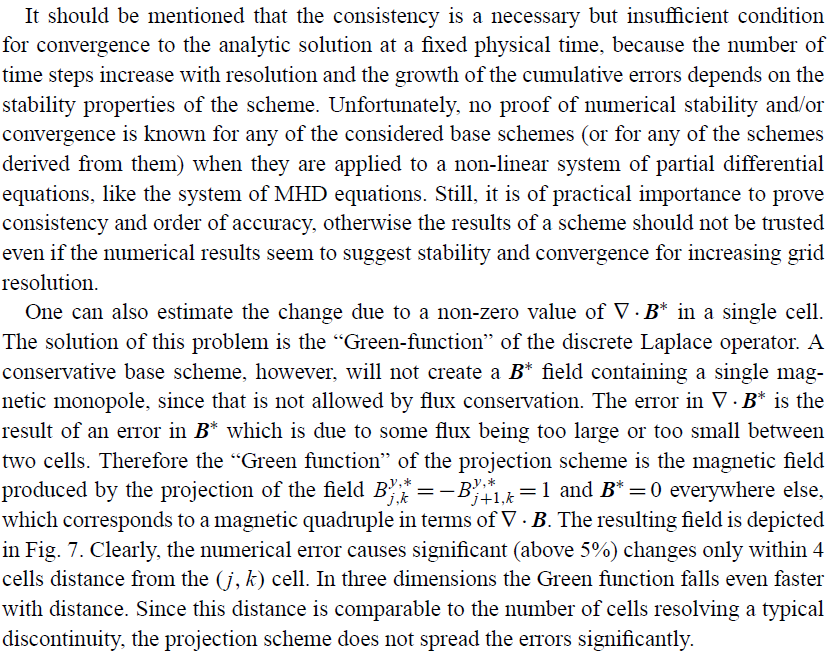 It should be mentioned that the consistency is a necessary but insufficient condition
for convergence to the analytic solution at a fixed physical time, because the number of
time steps increase with resolution and the growth of the cumulative errors depends on the
stability properties of the scheme. Unfortunately, no proof of numerical stability and/or
convergence is known for any of the considered base schemes (or for any of the schemes
derived from them) when they are applied to a non-linear system of partial differential
equations, like the system of MHD equations. Still, it is of practical importance to prove
consistency and order of accuracy, otherwise the results of a scheme should not be trusted
even if the numerical results seem to suggest stability and convergence for increasing grid
resolution.
One can also estimate the change due to a non-zero value of ∇ · B* in a single cell.
The solution of this problem is the “Green-function” of the discrete Laplace operator. A
conservative base scheme, however, will not create a B* field containing a single mag-
netic monopole, since that is not allowed by flux conservation. The error in ∇ · B* is the
result of an error in B* which is due to some flux being too large or too small between
two cells. Therefore the “Green function” of the projection scheme is the magnetic field
produced by the projection of the field B^{y,*}_{j,k} = −B^{y,*}_{j+1,k} = 1 and B* = 0 everywhere else,
which corresponds to a magnetic quadruple in terms of ∇ · B. The resulting field is depicted
in Fig. 7. Clearly, the numerical error causes significant (above 5%) changes only within 4
cells distance from the (j, k) cell. In three dimensions the Green function falls even faster
with distance. Since this distance is comparable to the number of cells resolving a typical
discontinuity, the projection scheme does not spread the errors significantly.